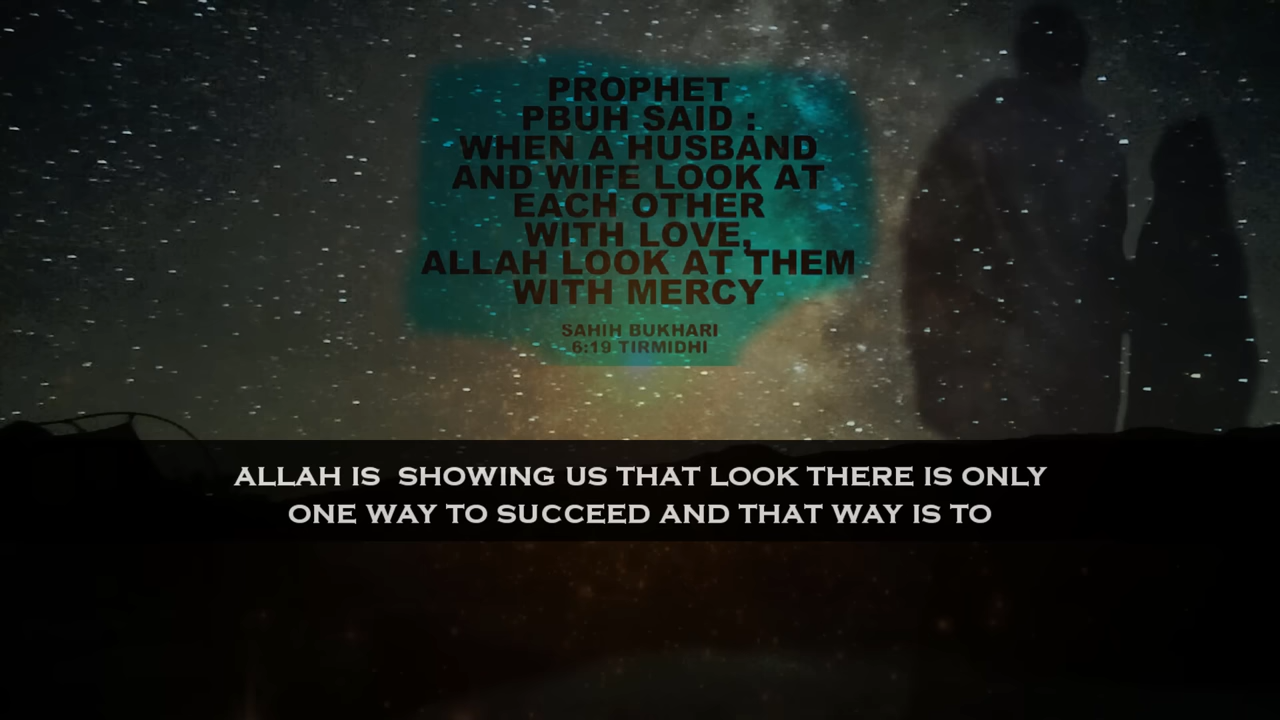 PROPHET
PBUH SAID :
WHEN A HUSBAND
AND WIFE LOOK AT
EACH OTHER
WITH LOVE,
ALLAH LOOK AT THEM
WITH MERCY
SAHIH BUKHARI
6:19 TIRMIDHI
ALLAH IS SHOWING US THAT LOOK THERE IS ONLY
ONE WAY TO SUCCEED AND THAT WAY IS TO